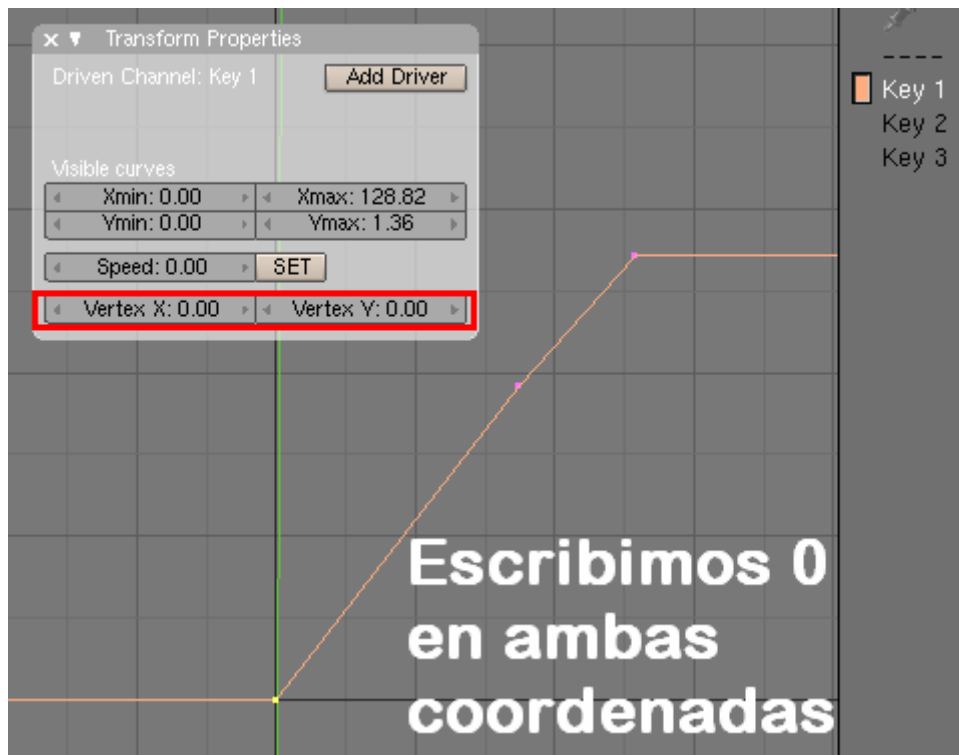 Transform Properties
Driven Channel: Key 1
Add Driver
Visible curves
Xmin: 0.00
Xmax: 128.82
Ymin: 0.00
Ymax: 1.36
Speed: 0.00
SET
Vertex X: 0.00
Vertex Y: 0.00
----
Key 1
Key 2
Key 3
Escribimos 0
en ambas
coordenadas